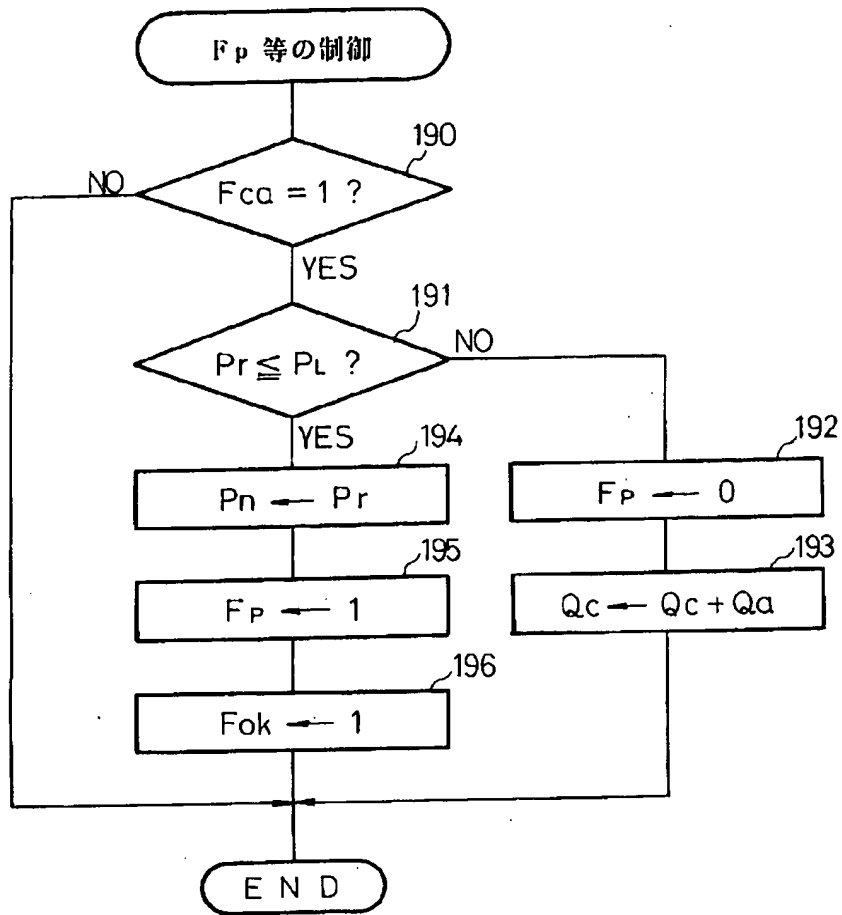 Fp 等の制御
190
NO
Fca = 1 ?
YES
191
NO
Pr ≦ PL ?
YES
194
192
Pn ← Pr
FP ← 0
195
193
FP ← 1
Qc ← Qc + Qa
196
Fok ← 1
E N D